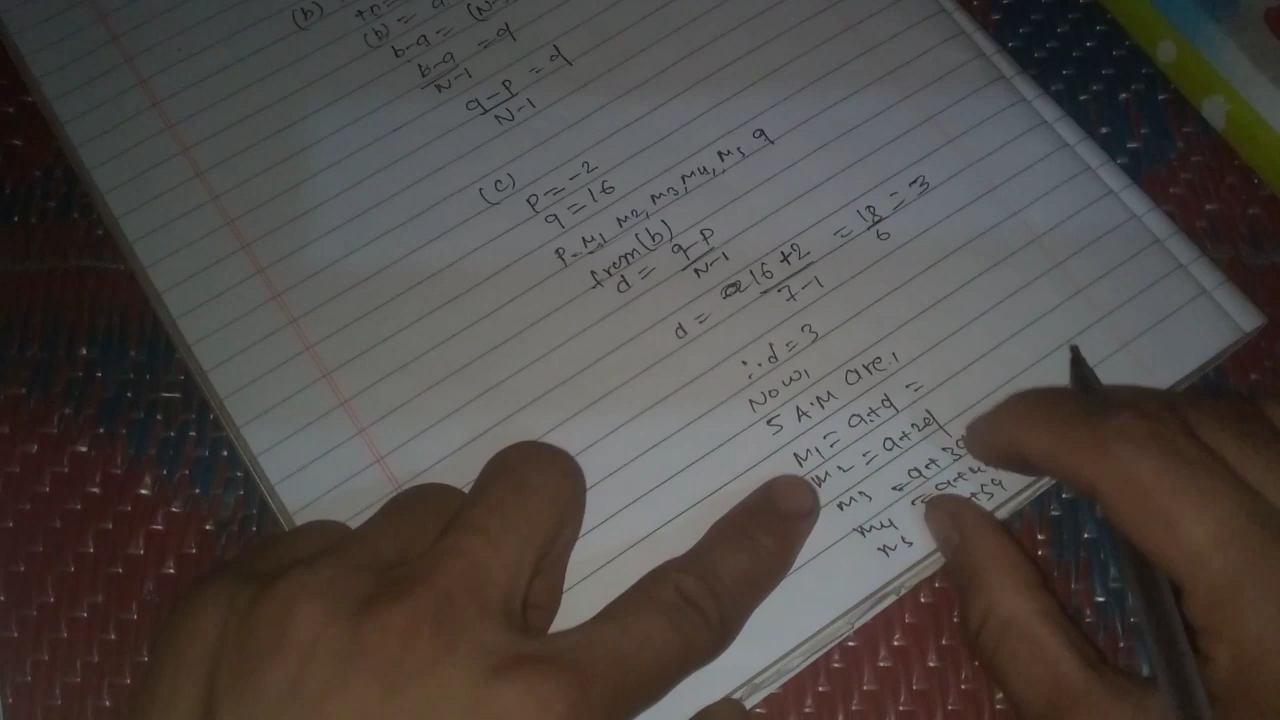 (b)
+n=
(b) = a
b-a = (N-
b-a/N-1 = d
q-p/N-1 = d
(C)
P = -2
q = 16
P = M1 M2, M3, M4, M5 q
from (b)
d = q-p/N-1
d = 16+2/7-1 = 18/6 = 3
∴ d = 3
Now,
5 A.M are,
M1 = a+d =
M2 = a+2d
M3 = a+3d
M4 = a+4
M5 +5d